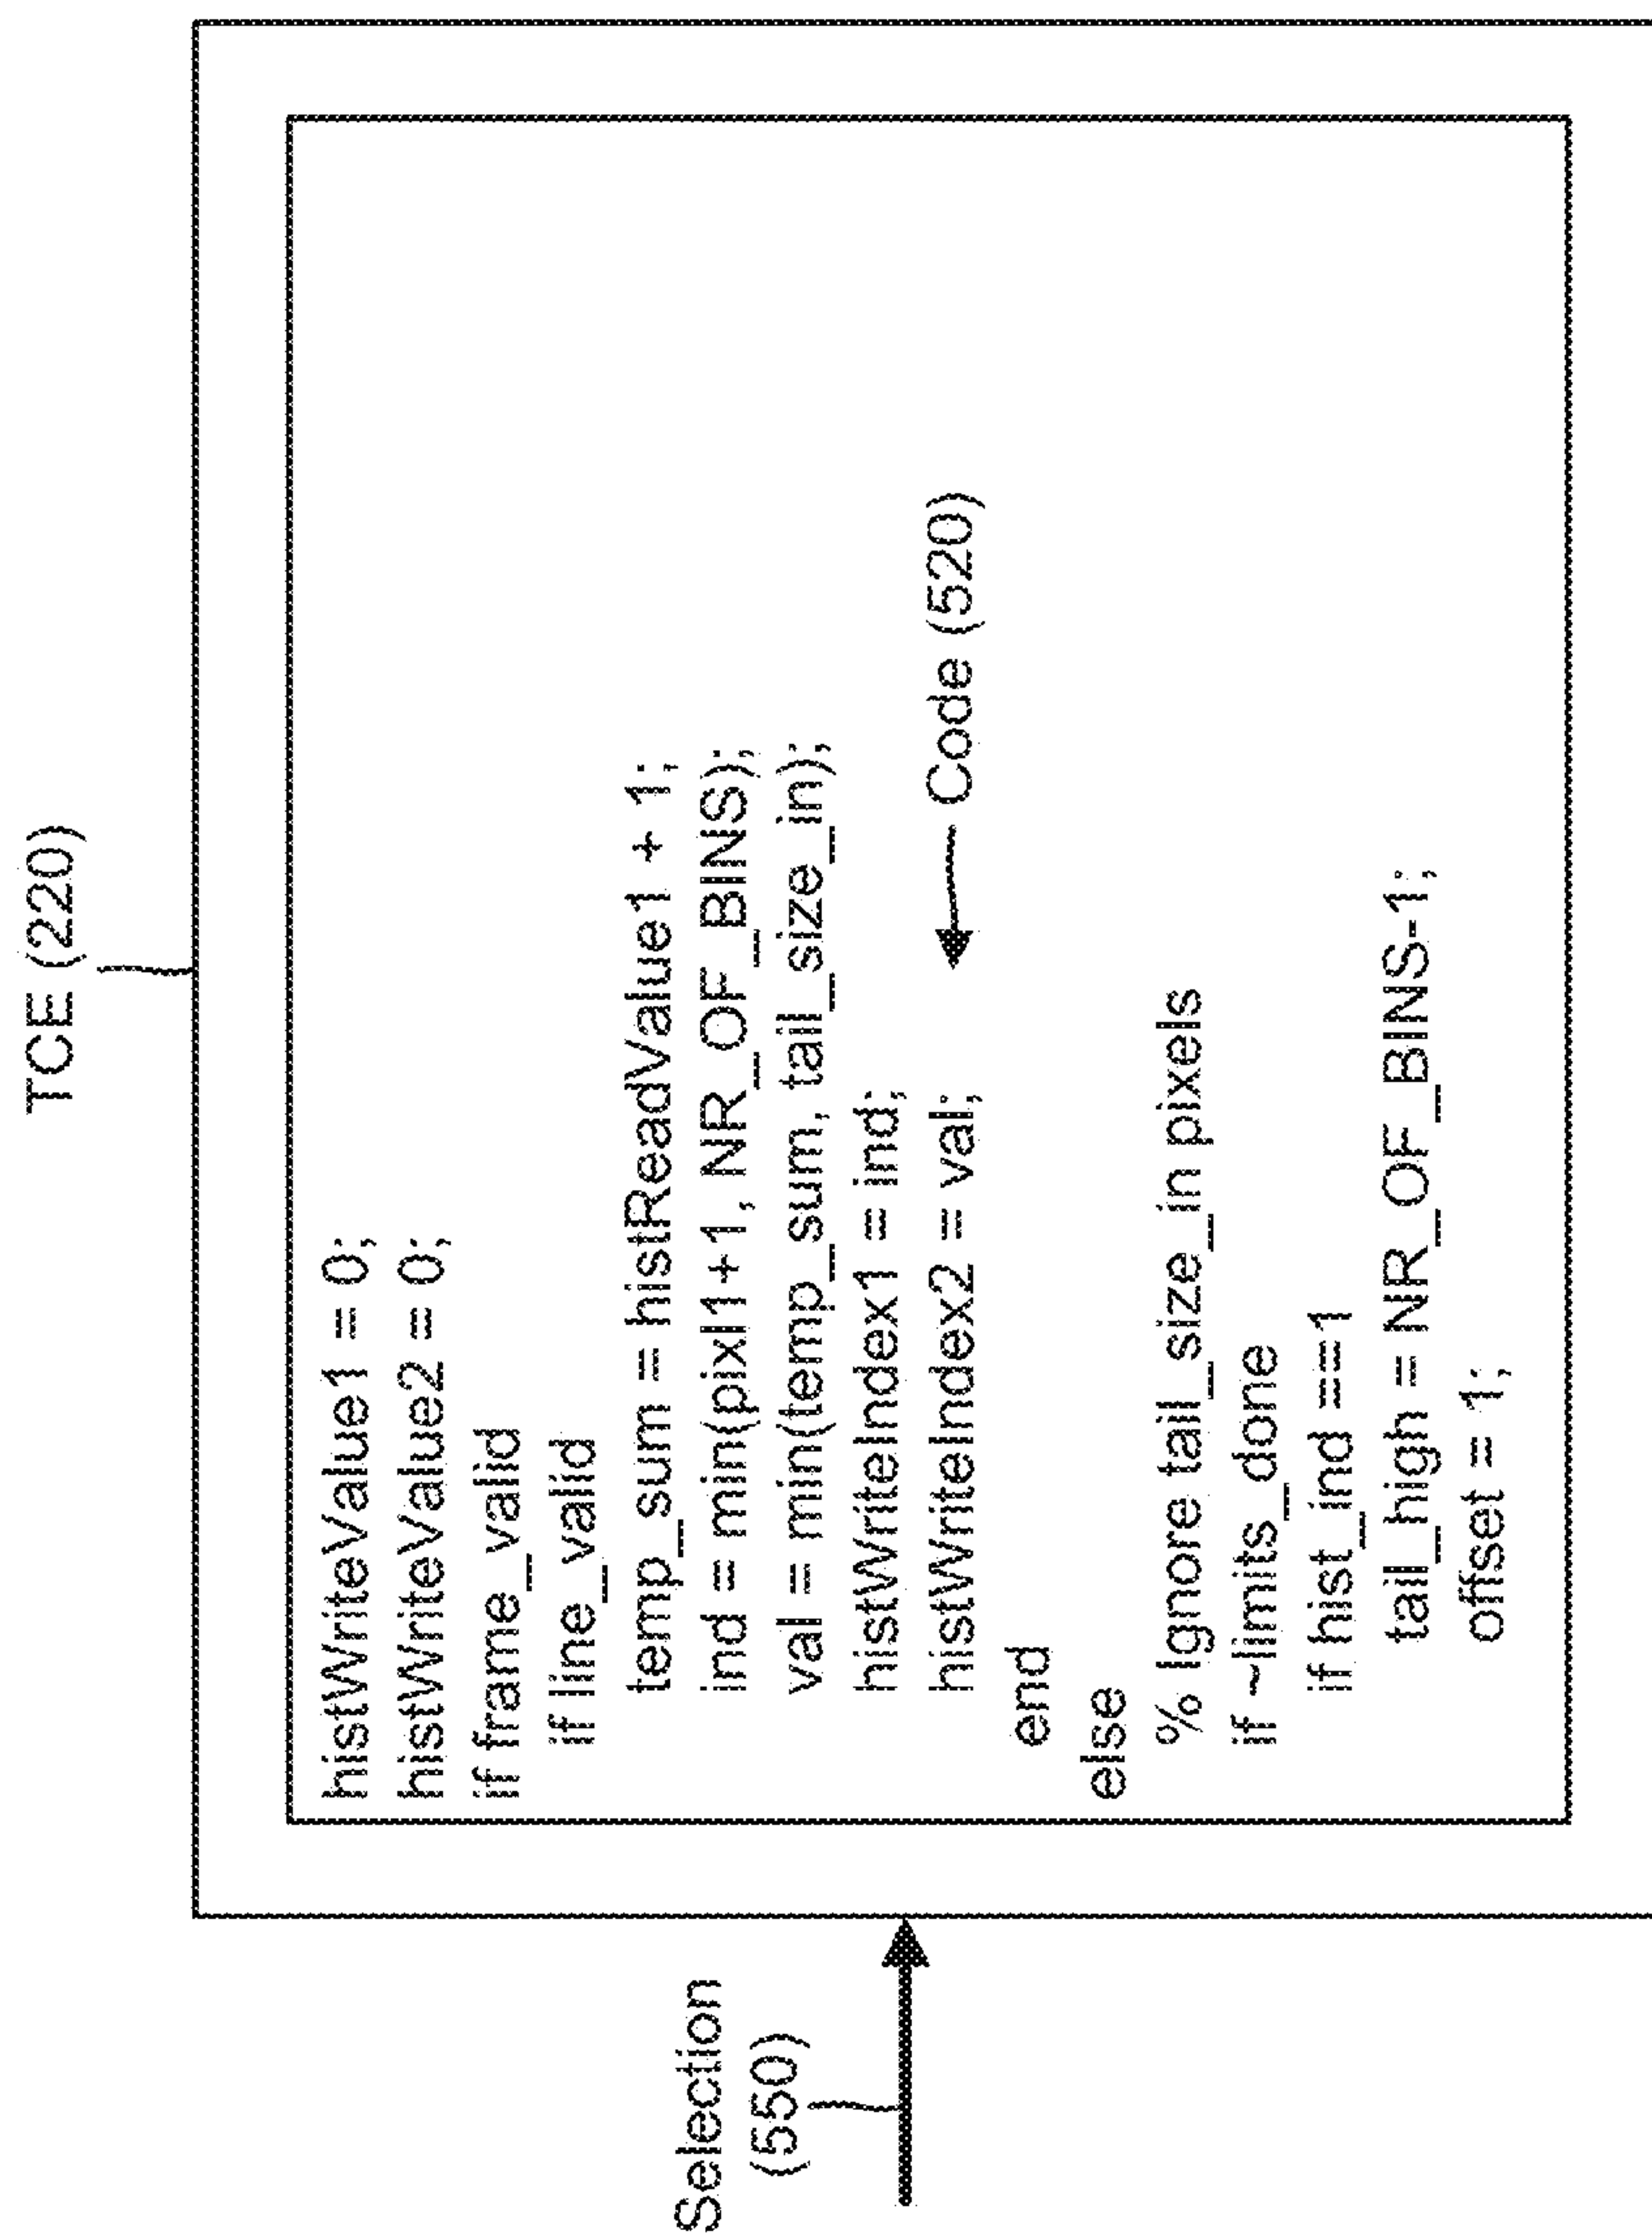 TCE (220)
histWriteValue1 = 0;
histWriteValue2 = 0;
if frame_valid
if line_valid
temp_sum = histReadValue1 + 1;
ind = min(pixl1+1, NR_OF_BINS);
val = min(temp_sum, tail_size_in);
histWriteIndex1 = ind;
histWriteIndex2 = val;
Code (520)
end
else
% Ignore tail_size_in pixels
if ~limits_done
if hist_ind ==1
tail_high = NR_OF_BINS-1;
offset = 1;
Selection
(550)